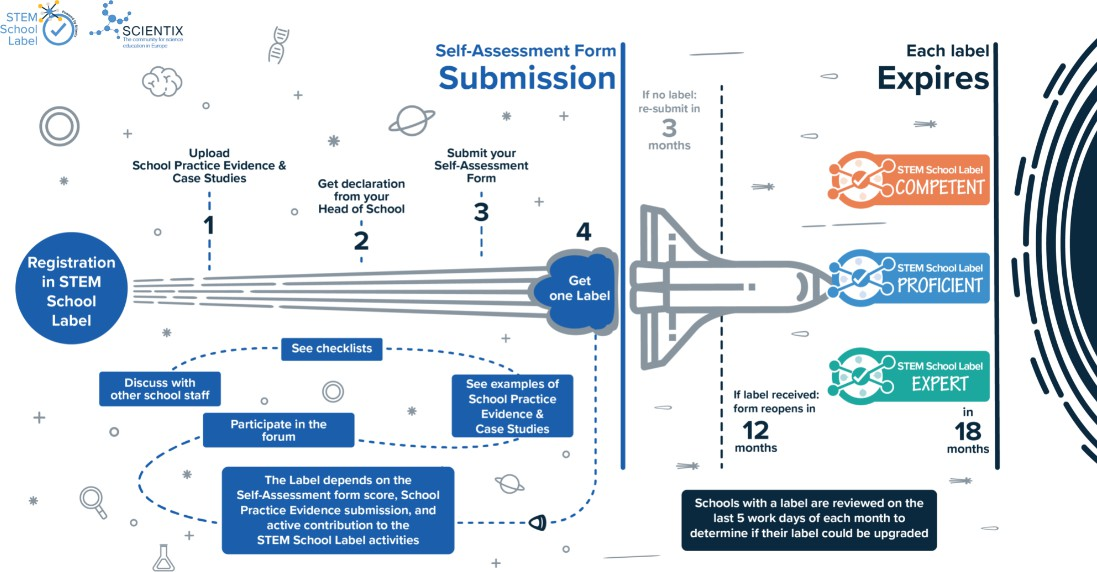 STEM
School
Label
SCIENTIX
The community for science
education in Europe
Self-Assessment Form
Submission
Each label
Expires
If no label:
re-submit in
3
months
Upload
School Practice Evidence &
Case Studies
1
Get declaration
from your
Head of School
2
Submit your
Self-Assessment
Form
3
4
Get
one Label
Registration
in STEM
School
Label
STEM School Label
COMPETENT
STEM School Label
PROFICIENT
STEM School Label
EXPERT
See checklists
Discuss with
other school staff
See examples of
School Practice
Evidence &
Case Studies
Participate in the
forum
The Label depends on the
Self-Assessment form score, School
Practice Evidence submission, and
active contribution to the
STEM School Label activities
If label received:
form reopens in
12
months
in
18
months
Schools with a label are reviewed on the
last 5 work days of each month to
determine if their label could be upgraded